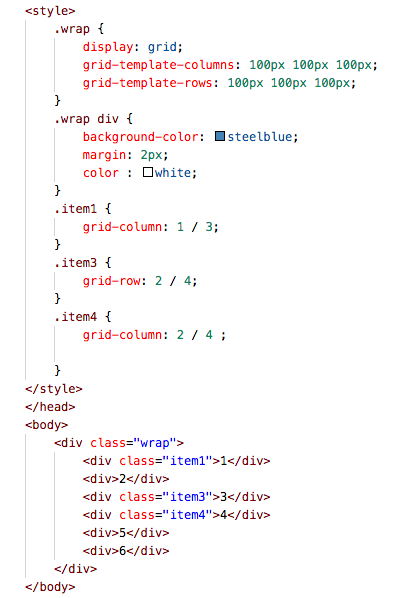 <style>
.wrap {
display: grid;
grid-template-columns: 100px 100px 100px;
grid-template-rows: 100px 100px 100px;
}
.wrap div {
background-color: steelblue;
margin: 2px;
color : white;
}
.item1 {
grid-column: 1 / 3;
}
.item3 {
grid-row: 2 / 4;
}
.item4 {
grid-column: 2 / 4 ;
}
</style>
</head>
<body>
<div class="wrap">
<div class="item1">1</div>
<div>2</div>
<div class="item3">3</div>
<div class="item4">4</div>
<div>5</div>
<div>6</div>
</div>
</body>